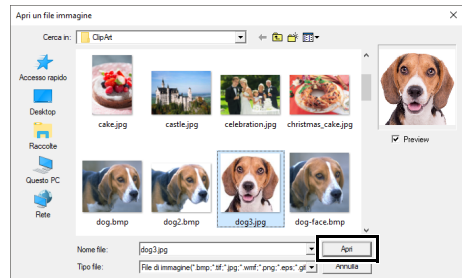 Apri un file immagine
Cerca in: ClipArt
Accesso rapido
Desktop
Raccolte
Questo PC
Rete
cake.jpg castle.jpg celebration.jpg christmas_cake.jpg
dog.bmp dog2.bmp dog3.jpg dog-face.bmp
Preview
Nome file: dog3.jpg Apri
Tipo file: File di immagine(*.bmp;*.tif;*.jpg;*.wmf;*.png;*.eps;*.gif Annulla